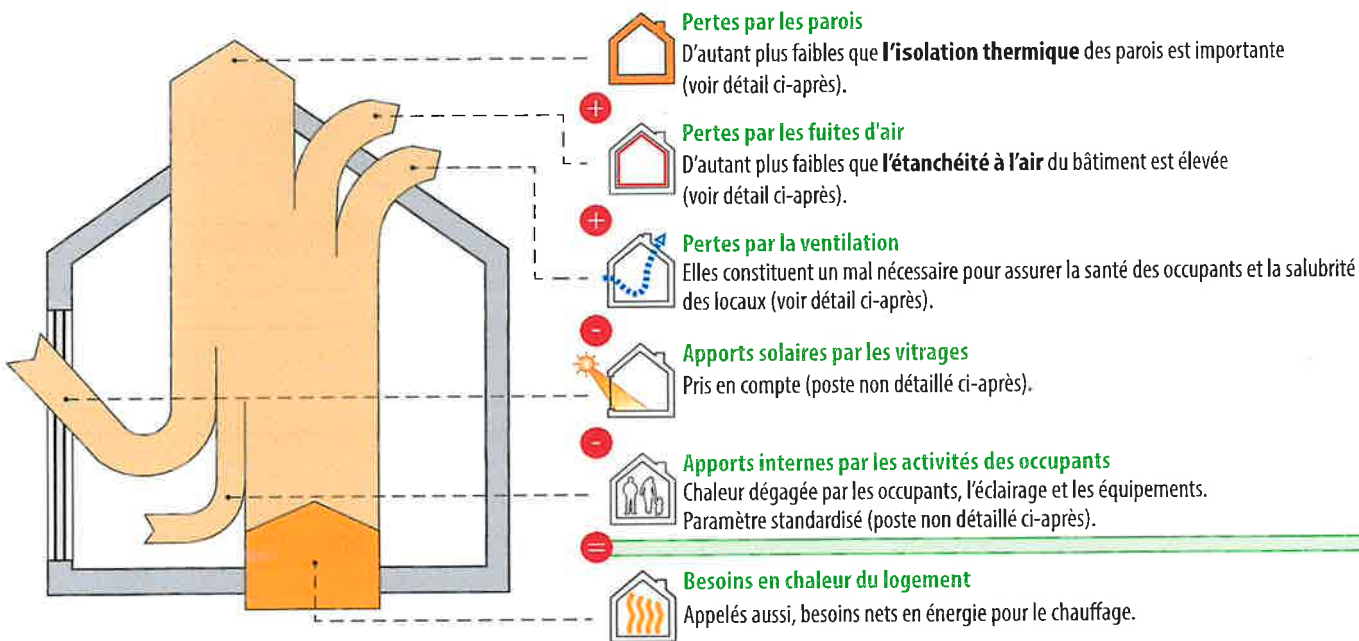 Pertes par les parois
D'autant plus faibles que l'isolation thermique des parois est importante
(voir détail ci-après).
+
Pertes par les fuites d'air
D'autant plus faibles que l'étanchéité à l'air du bâtiment est élevée
(voir détail ci-après).
+
Pertes par la ventilation
Elles constituent un mal nécessaire pour assurer la santé des occupants et la salubrité
des locaux (voir détail ci-après).
-
Apports solaires par les vitrages
Pris en compte (poste non détaillé ci-après).
-
Apports internes par les activités des occupants
Chaleur dégagée par les occupants, l'éclairage et les équipements.
Paramètre standardisé (poste non détaillé ci-après).
=
Besoins en chaleur du logement
Appelés aussi, besoins nets en énergie pour le chauffage.